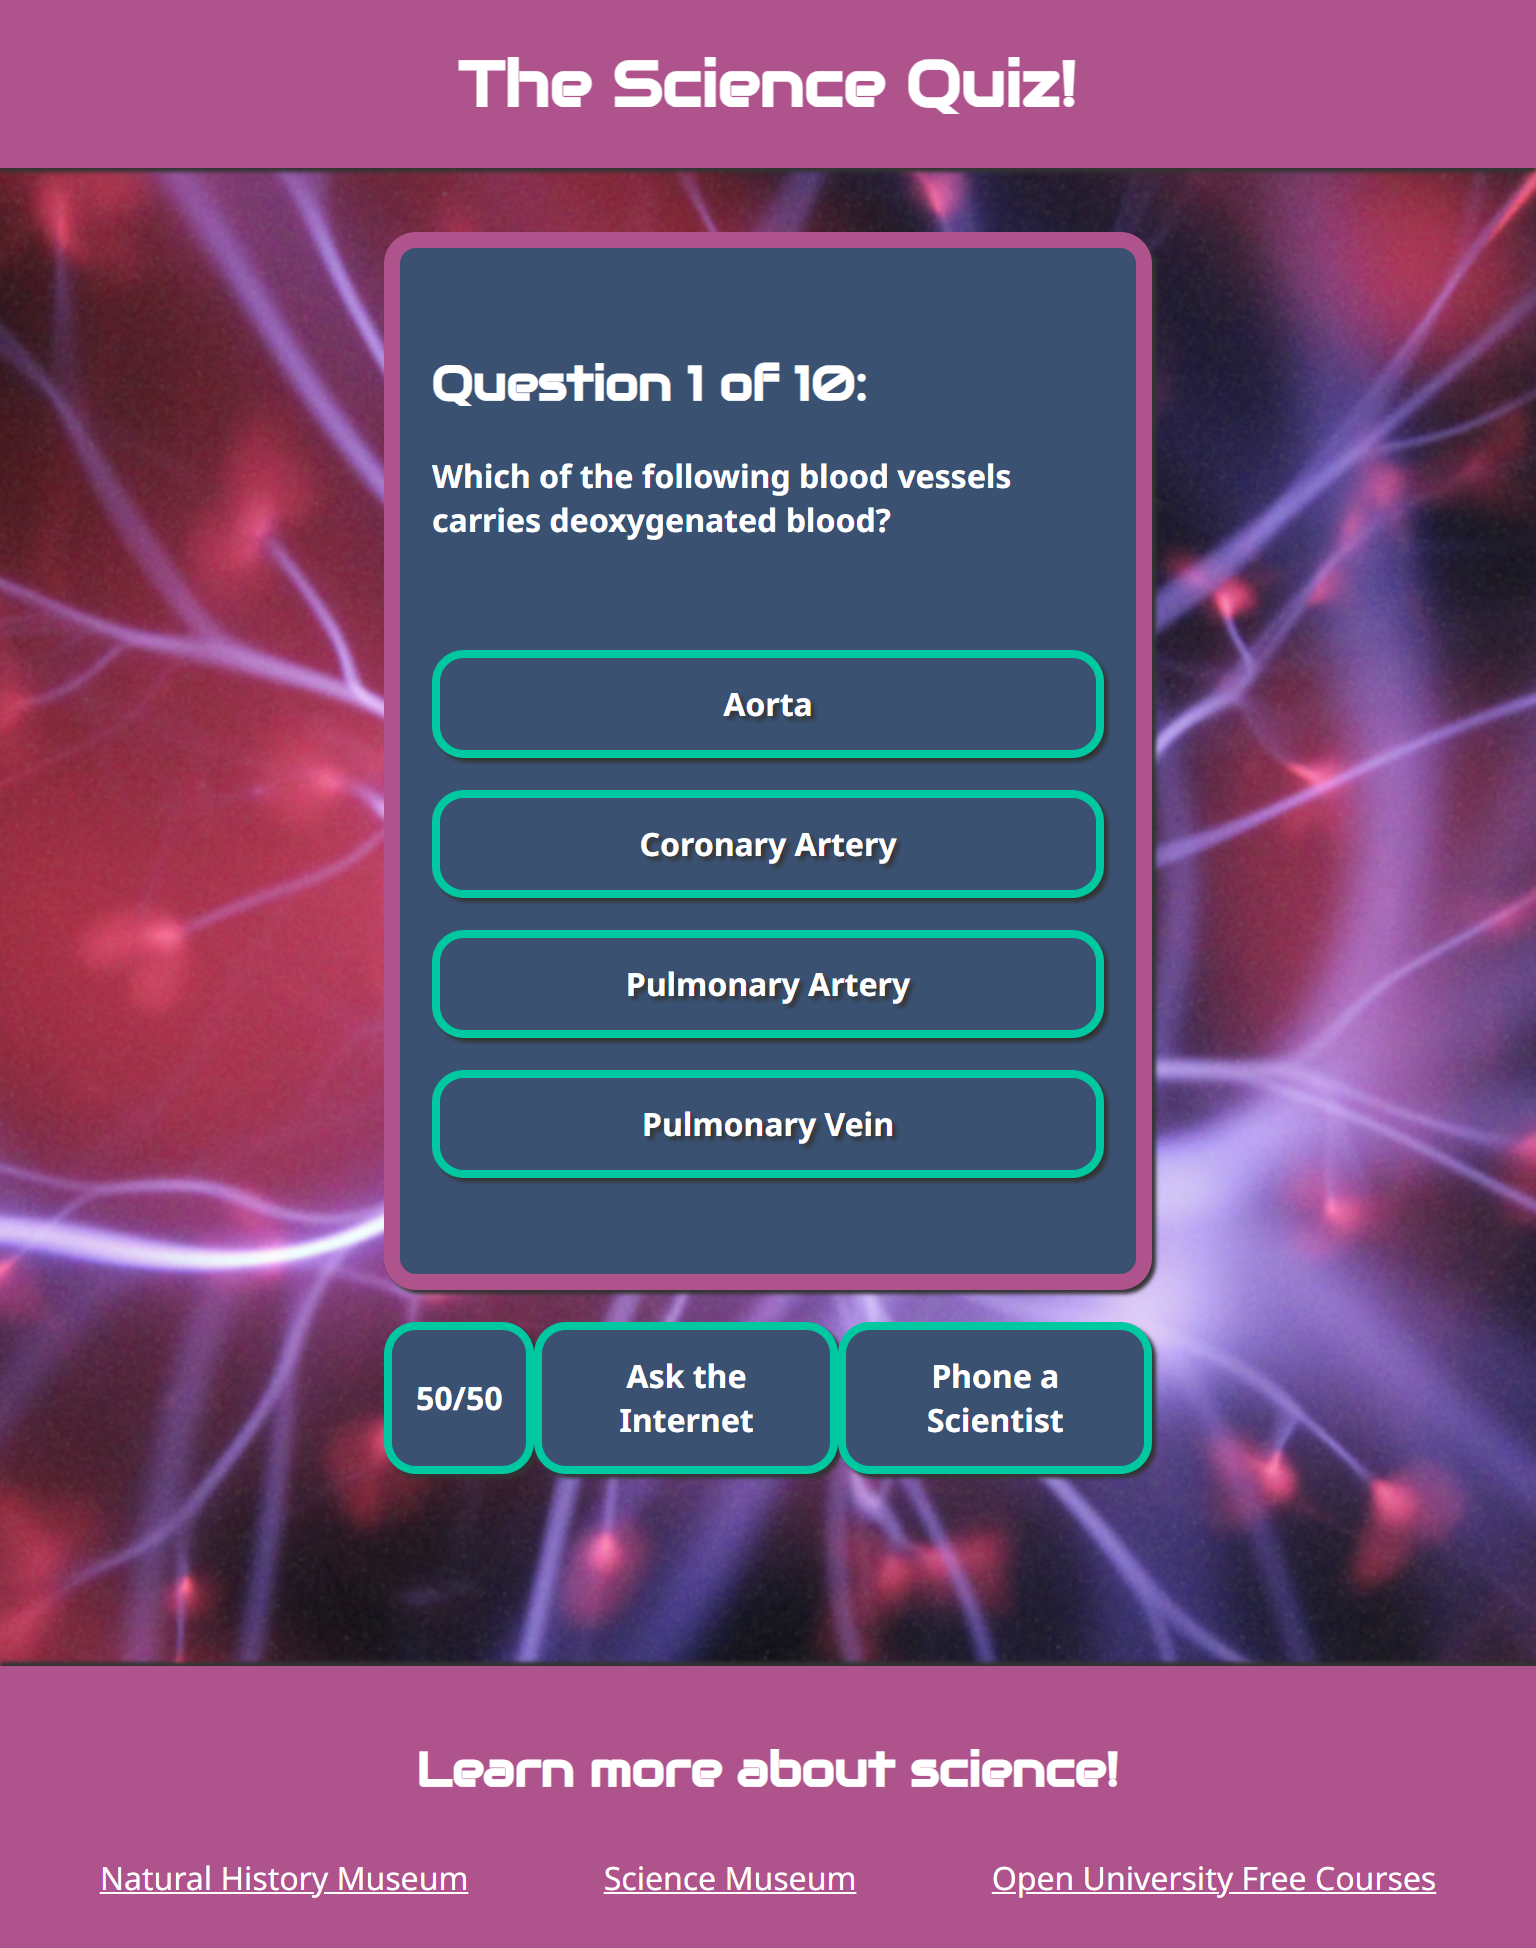 The Science Quiz!
Question 1 of 10:
Which of the following blood vessels
carries deoxygenated blood?
Aorta
Coronary Artery
Pulmonary Artery
Pulmonary Vein
50/50
Ask the
Internet
Phone a
Scientist
Learn more about science!
Natural History Museum
Science Museum
Open University Free Courses